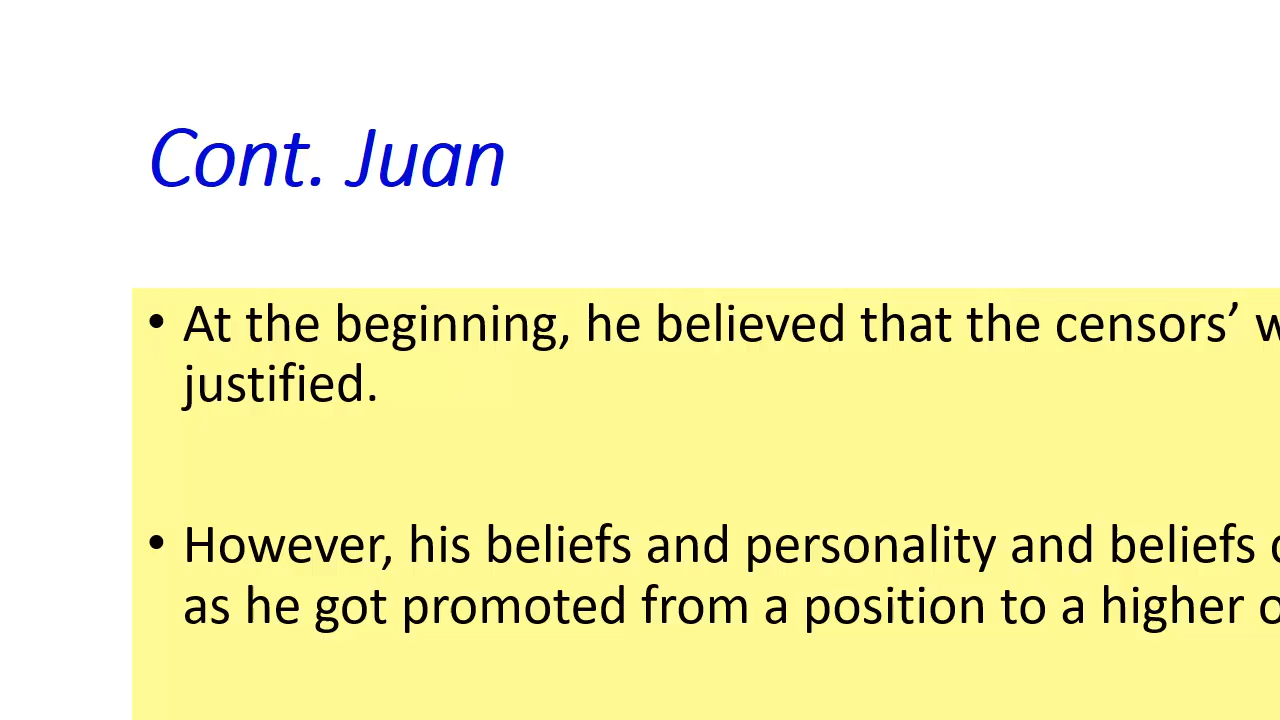 Cont. Juan
• At the beginning, he believed that the censors’
justified.
• However, his beliefs and personality and beliefs
as he got promoted from a position to a higher